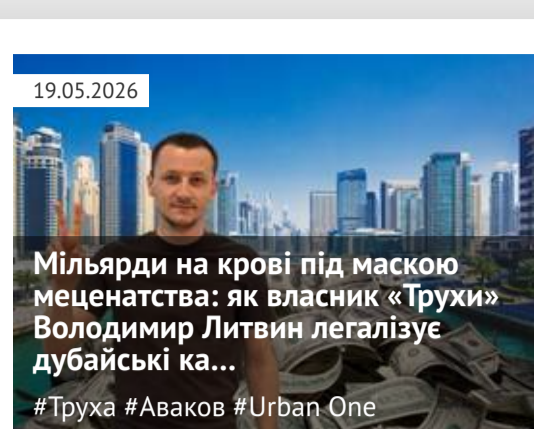 19.05.2026
Мільярди на крові під маскою
меценатства: як власник «Трухи»
Володимир Литвин легалізує
дубайські ка...
#Труха #Аваков #Urban One